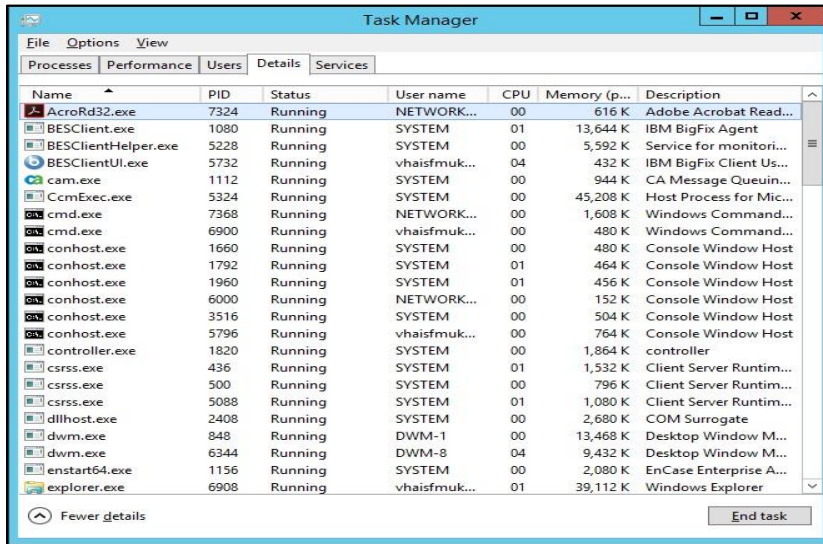 Task Manager
File Options View
Processes Performance Users Details Services
Name PID Status User name CPU Memory (p... Description
AcroRd32.exe 7324 Running NETWORK... 00 616 K Adobe Acrobat Read...
BESClient.exe 1080 Running SYSTEM 01 13,644 K IBM BigFix Agent
BESClientHelper.exe 5228 Running SYSTEM 00 5,592 K Service for monitori...
BESClientUI.exe 5732 Running vhaisfmuk... 04 432 K IBM BigFix Client Us...
cam.exe 1112 Running SYSTEM 00 944 K CA Message Queuin...
CcmExec.exe 5324 Running SYSTEM 00 45,208 K Host Process for Mic...
cmd.exe 7368 Running NETWORK... 00 1,608 K Windows Command...
cmd.exe 6900 Running vhaisfmuk... 00 480 K Windows Command...
conhost.exe 1660 Running SYSTEM 00 480 K Console Window Host
conhost.exe 1792 Running SYSTEM 01 464 K Console Window Host
conhost.exe 1960 Running SYSTEM 01 456 K Console Window Host
conhost.exe 6000 Running NETWORK... 00 152 K Console Window Host
conhost.exe 3516 Running SYSTEM 00 504 K Console Window Host
conhost.exe 5796 Running vhaisfmuk... 00 764 K Console Window Host
controller.exe 1820 Running SYSTEM 00 1,864 K controller
csrss.exe 436 Running SYSTEM 01 1,532 K Client Server Runtim...
csrss.exe 500 Running SYSTEM 00 796 K Client Server Runtim...
csrss.exe 5088 Running SYSTEM 01 1,080 K Client Server Runtim...
dllhost.exe 2408 Running SYSTEM 00 2,680 K COM Surrogate
dwm.exe 848 Running DWM-1 00 13,468 K Desktop Window M...
dwm.exe 6344 Running DWM-8 04 9,432 K Desktop Window M...
enstart64.exe 1156 Running SYSTEM 00 2,080 K EnCase Enterprise A...
explorer.exe 6908 Running vhaisfmuk... 01 39,112 K Windows Explorer
Fewer details End task